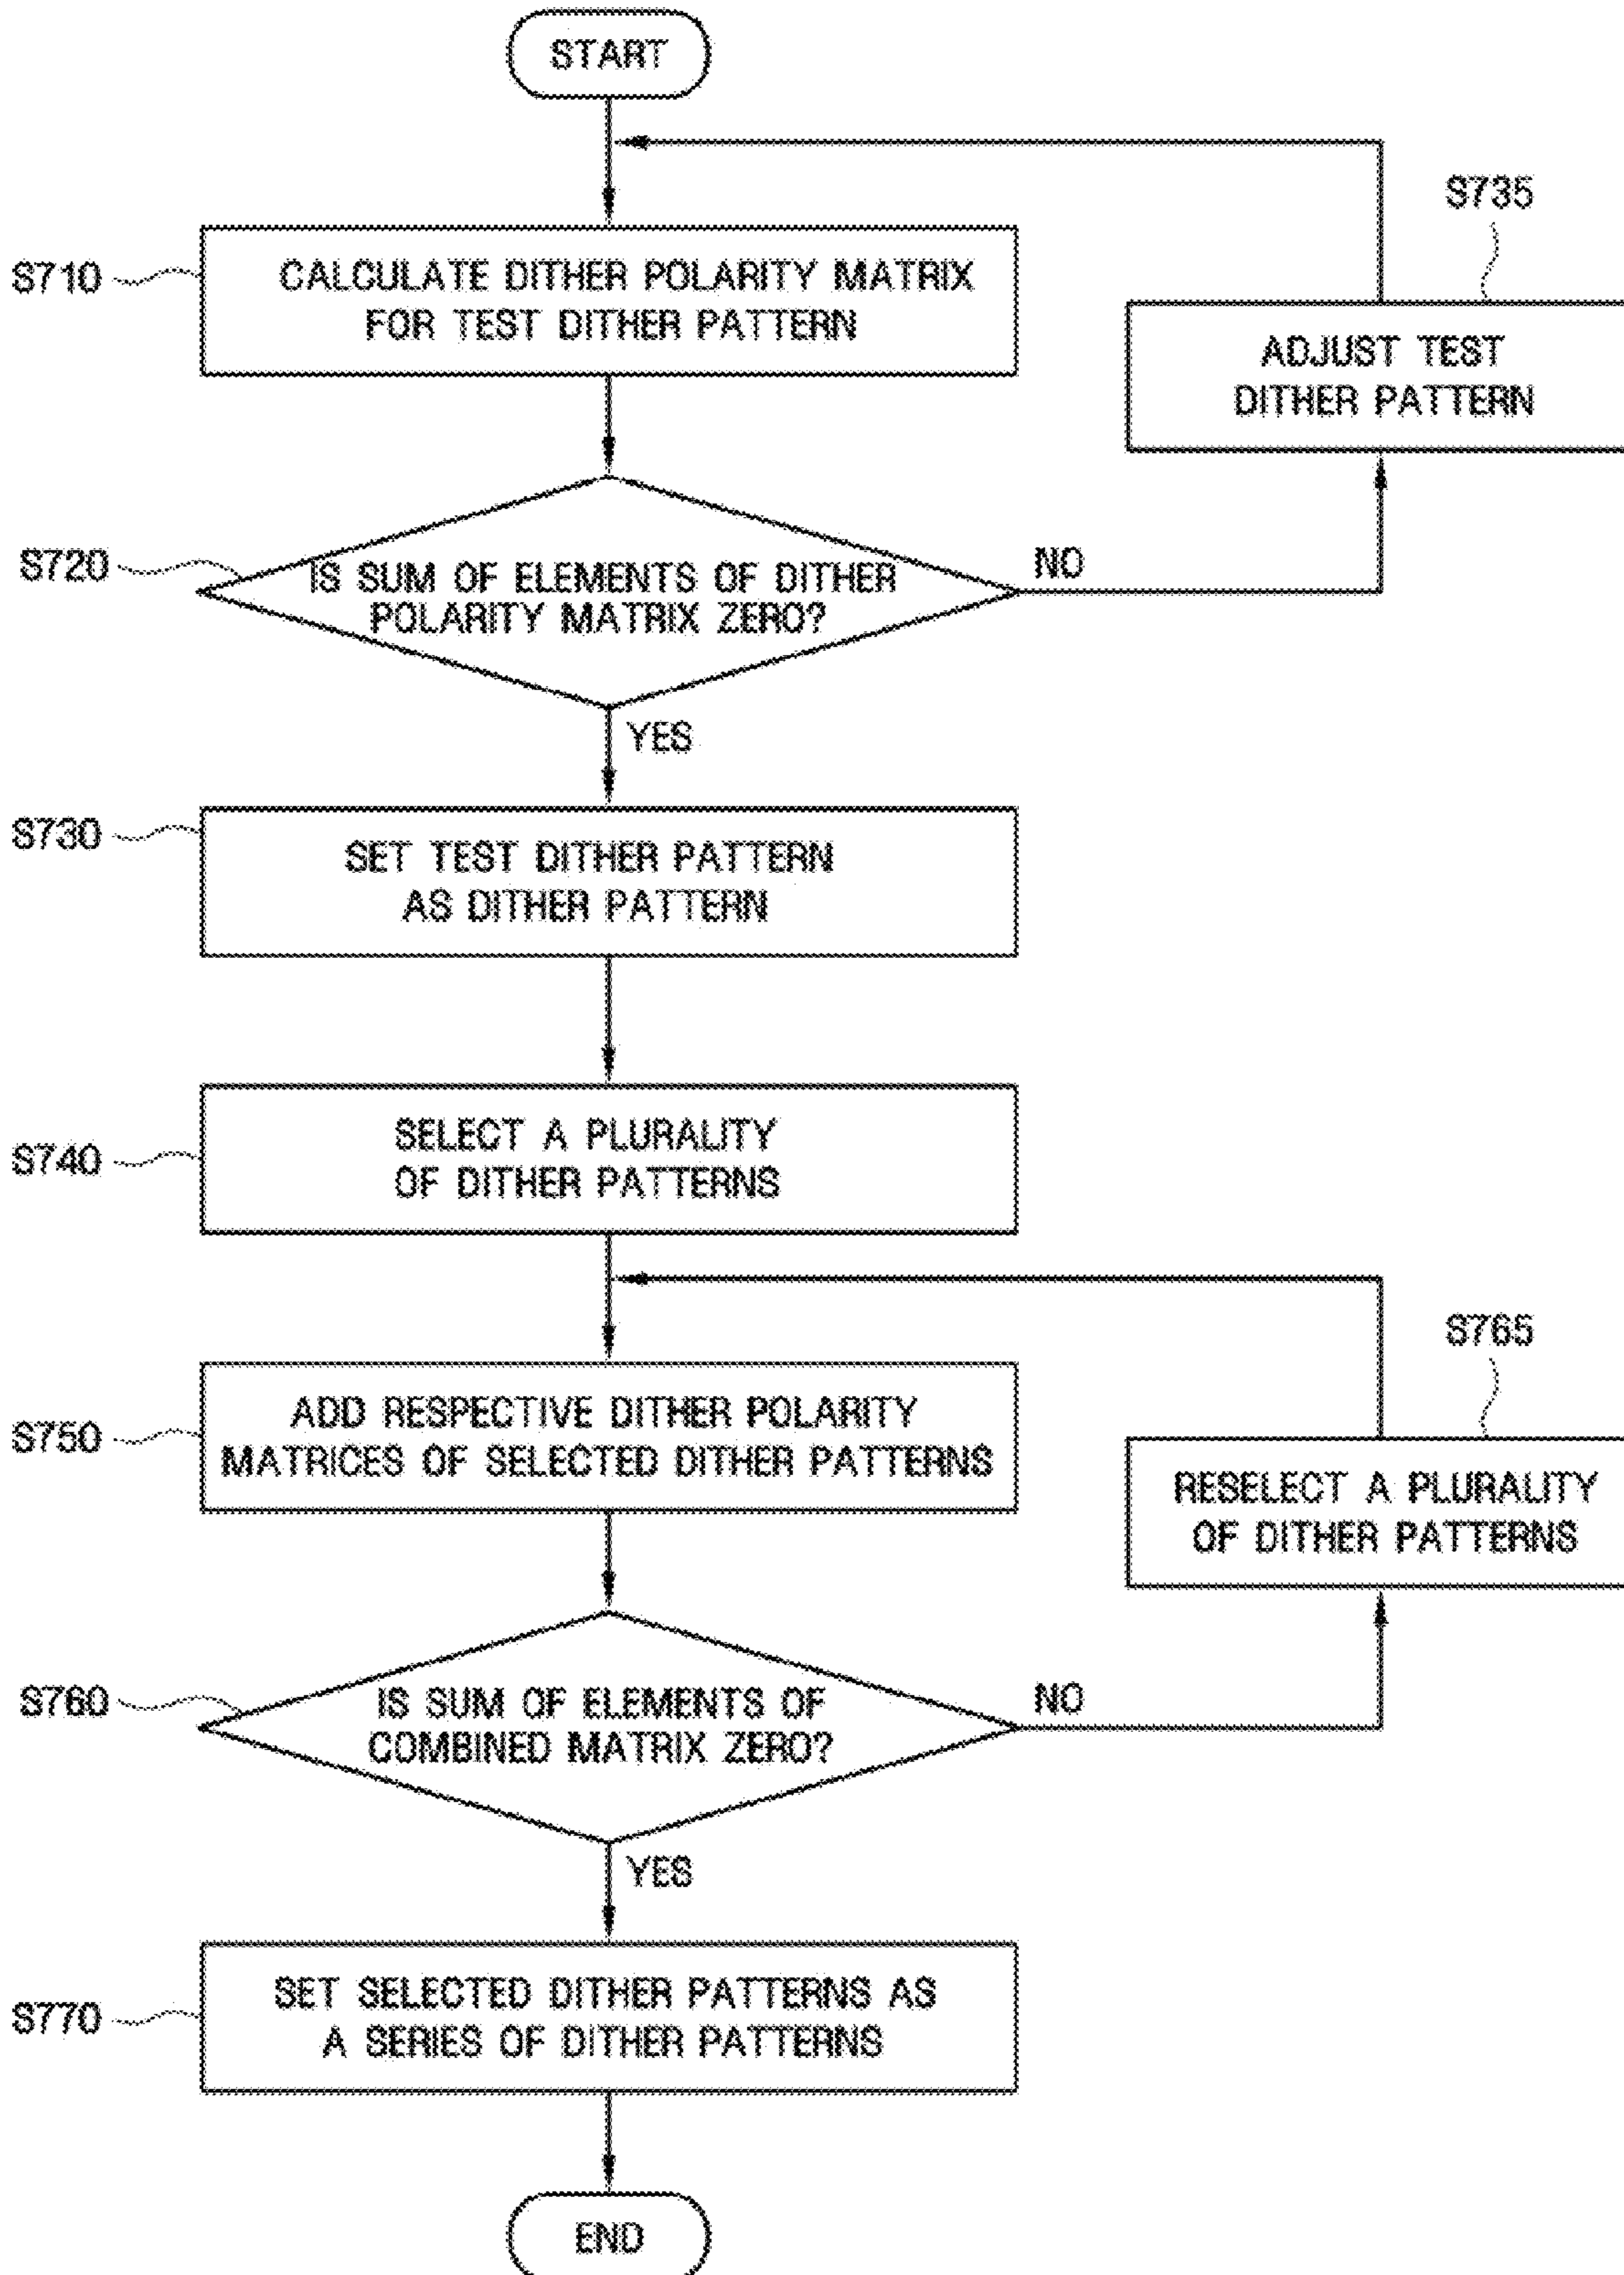 START
S710
CALCULATE DITHER POLARITY MATRIX
FOR TEST DITHER PATTERN
S735
ADJUST TEST
DITHER PATTERN
S720
IS SUM OF ELEMENTS OF DITHER
POLARITY MATRIX ZERO?
NO
YES
S730
SET TEST DITHER PATTERN
AS DITHER PATTERN
S740
SELECT A PLURALITY
OF DITHER PATTERNS
S750
ADD RESPECTIVE DITHER POLARITY
MATRICES OF SELECTED DITHER PATTERNS
S765
RESELECT A PLURALITY
OF DITHER PATTERNS
S760
IS SUM OF ELEMENTS OF
COMBINED MATRIX ZERO?
NO
YES
S770
SET SELECTED DITHER PATTERNS AS
A SERIES OF DITHER PATTERNS
END